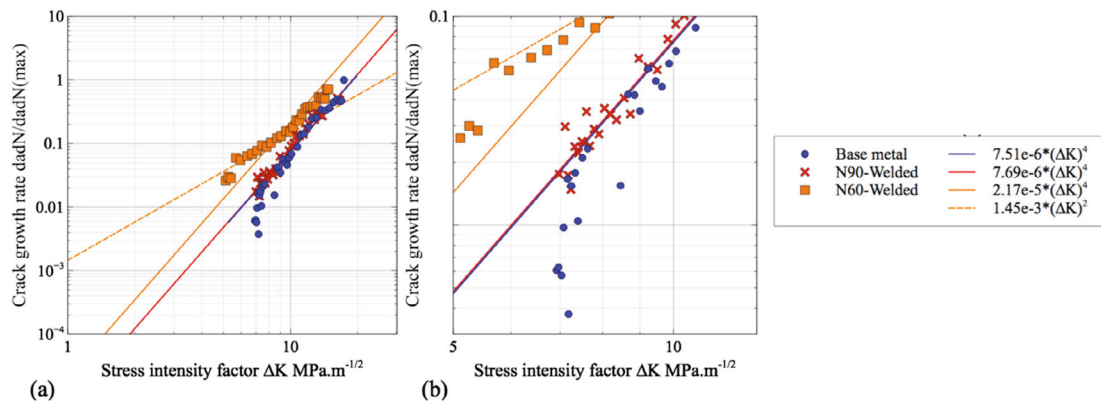 Crack growth rate dadN/dadN(max)
10
1
0.1
0.01
10⁻³
10⁻⁴
1
10
Stress intensity factor ΔK MPa.m⁻¹/²
(a)
Crack growth rate dadN/dadN(max)
0.1
5
10
Stress intensity factor ΔK MPa.m⁻¹/²
(b)
Base metal
N90-Welded
N60-Welded
7.51e-6*(ΔK)⁴
7.69e-6*(ΔK)⁴
2.17e-5*(ΔK)⁴
1.45e-3*(ΔK)²